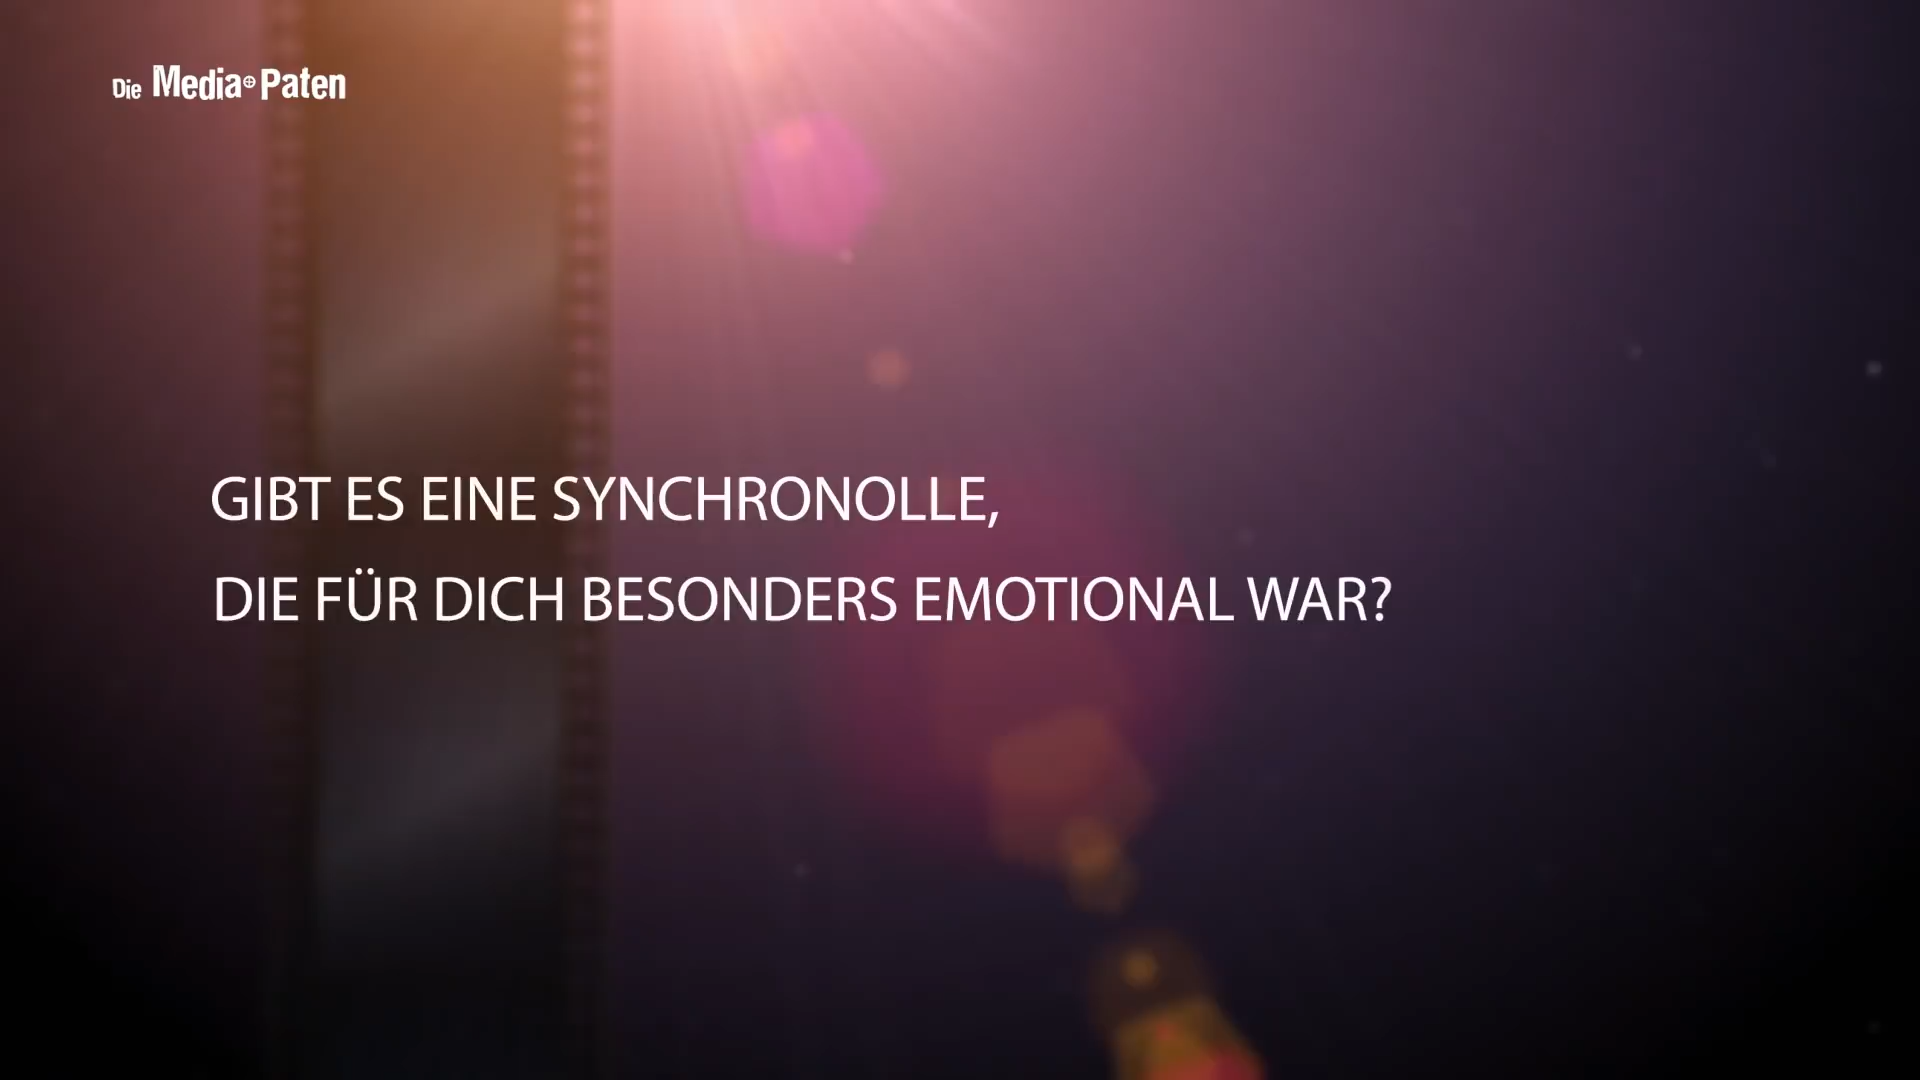 Die Media Paten
GIBT ES EINE SYNCHRONOLLE,
DIE FÜR DICH BESONDERS EMOTIONAL WAR?